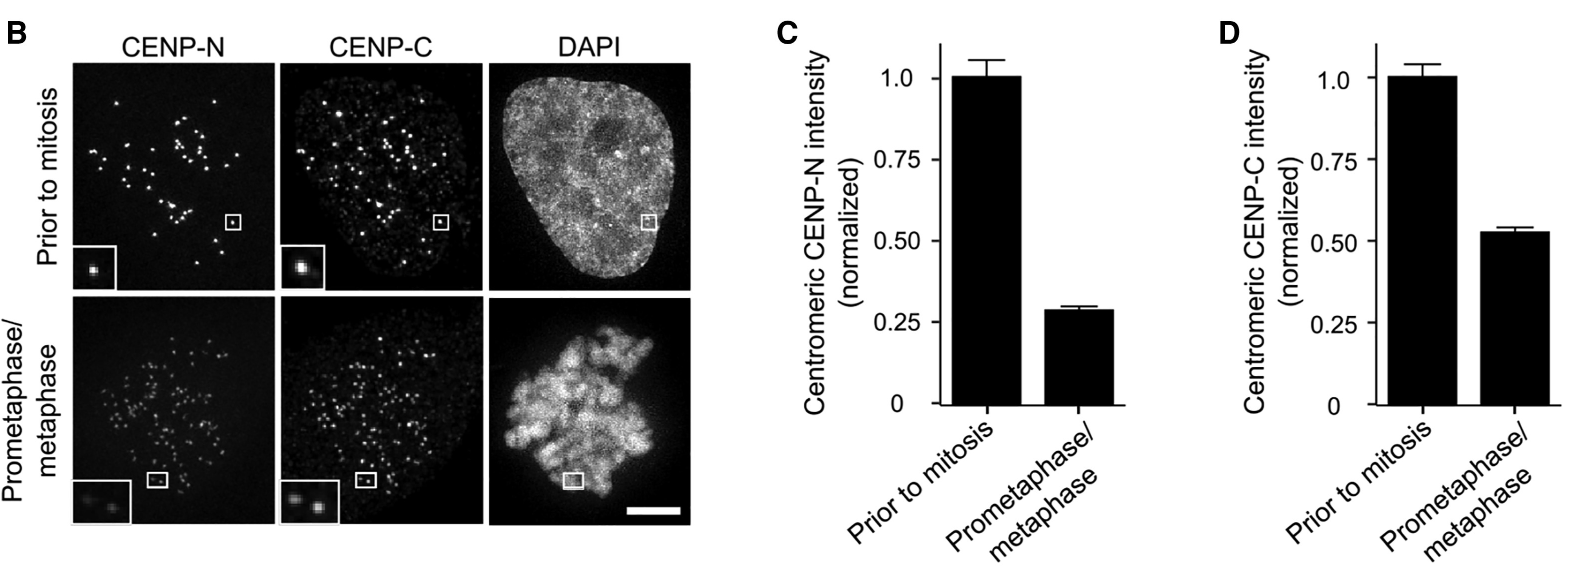 B
CENP-N
CENP-C
DAPI
Prior to mitosis
Prometaphase/
metaphase
C
Centromeric CENP-N intensity
(normalized)
1.0
0.75
0.50
0.25
0
Prior to mitosis
Prometaphase/
metaphase
D
Centromeric CENP-C intensity
(normalized)
1.0
0.75
0.50
0.25
0
Prior to mitosis
Prometaphase/
metaphase